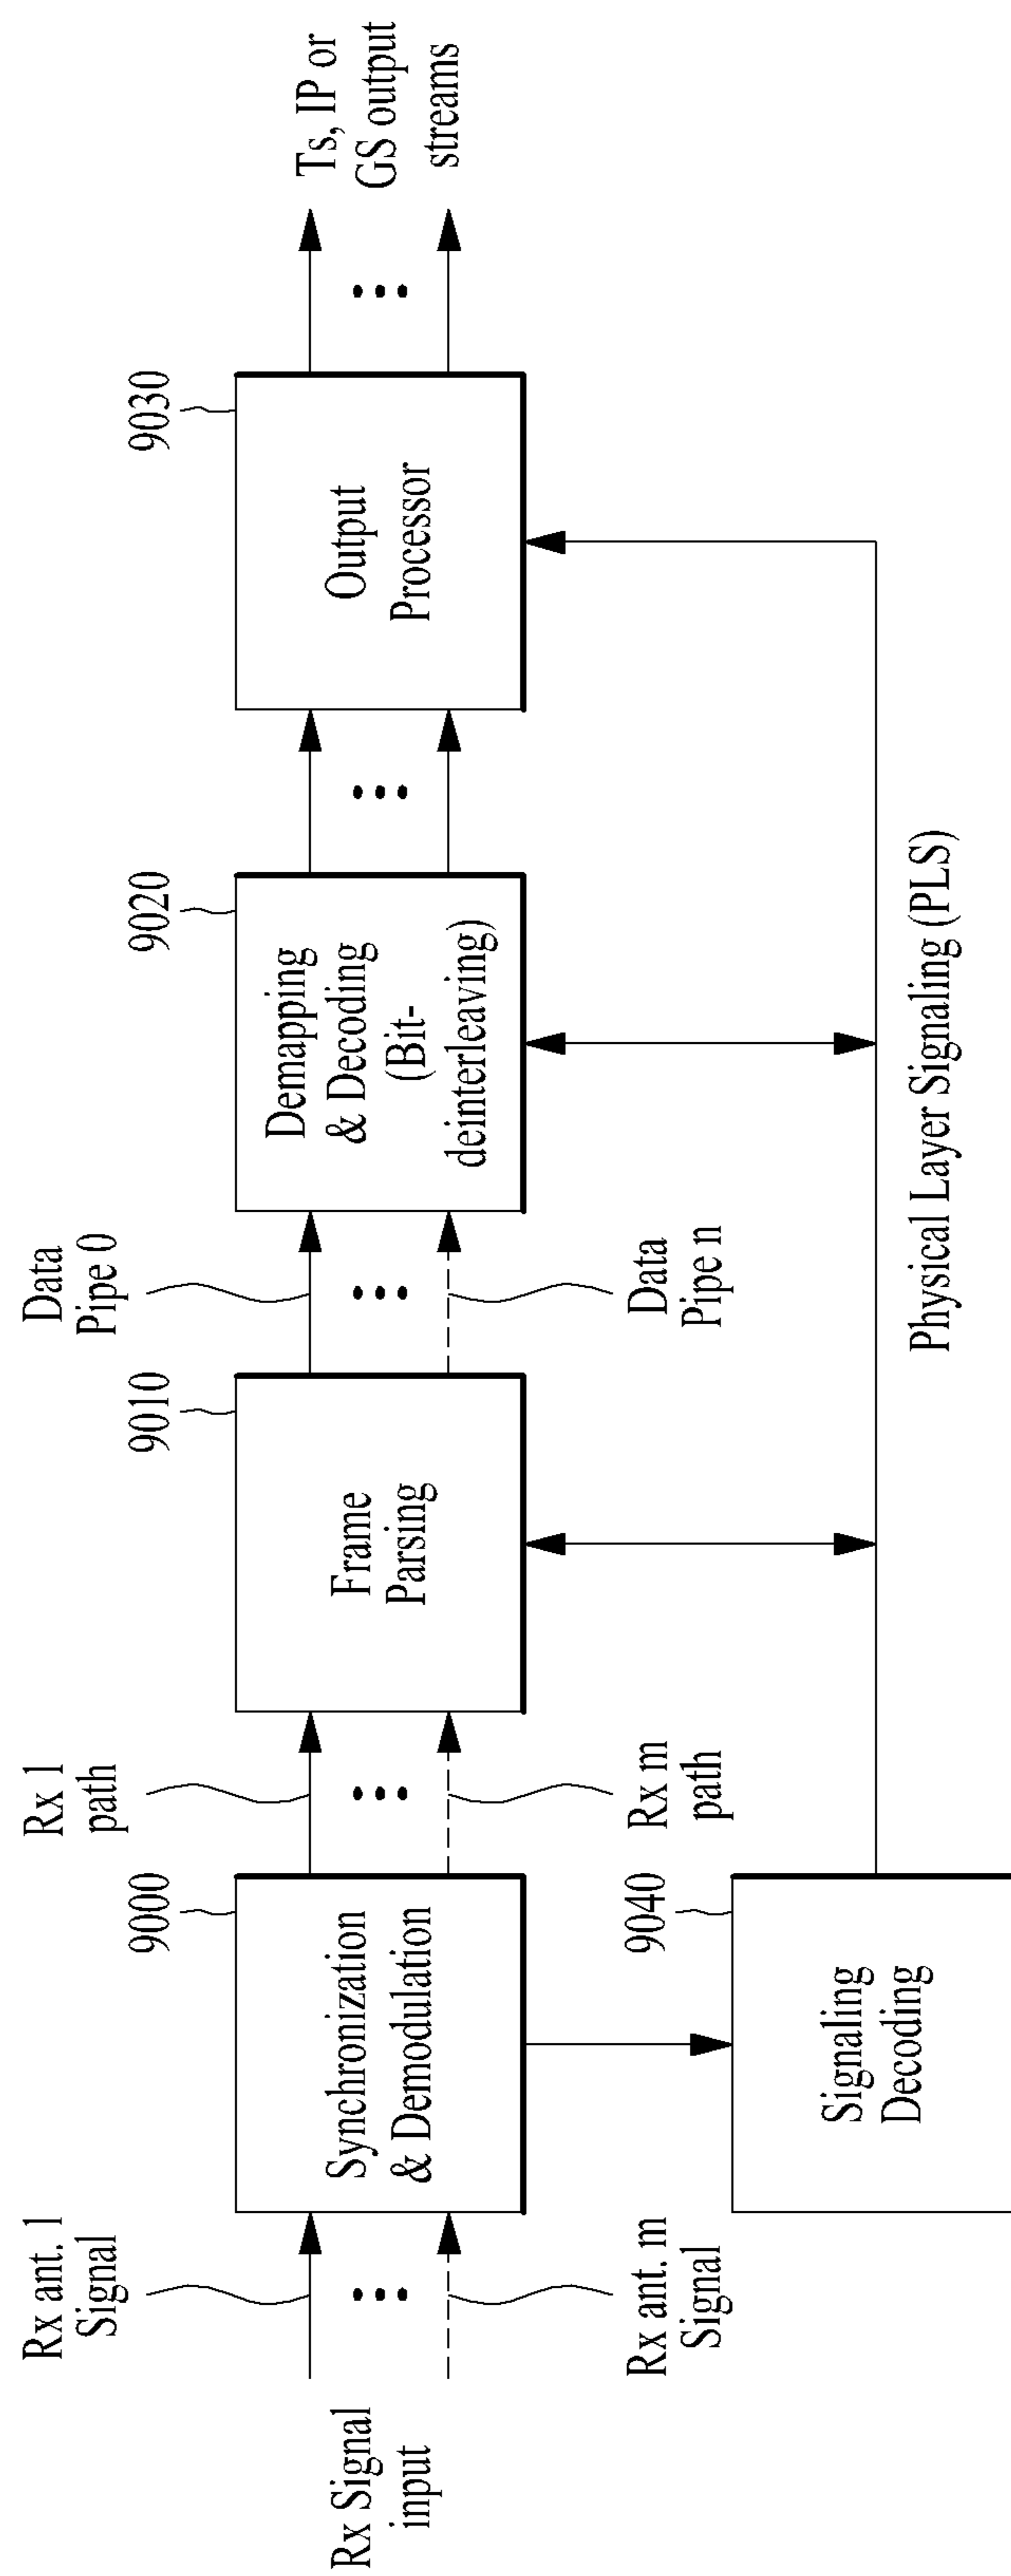 Rx Signal
input
Rx ant. 1
Signal
Rx ant. m
Signal
9000
Synchronization
& Demodulation
Rx 1
path
Rx m
path
9010
Frame
Parsing
Data
Pipe 0
Data
Pipe n
9020
Demapping
& Decoding
(Bit-
deinterleaving)
9030
Output
Processor
Ts, IP or
GS output
streams
9040
Signaling
Decoding
Physical Layer Signaling (PLS)